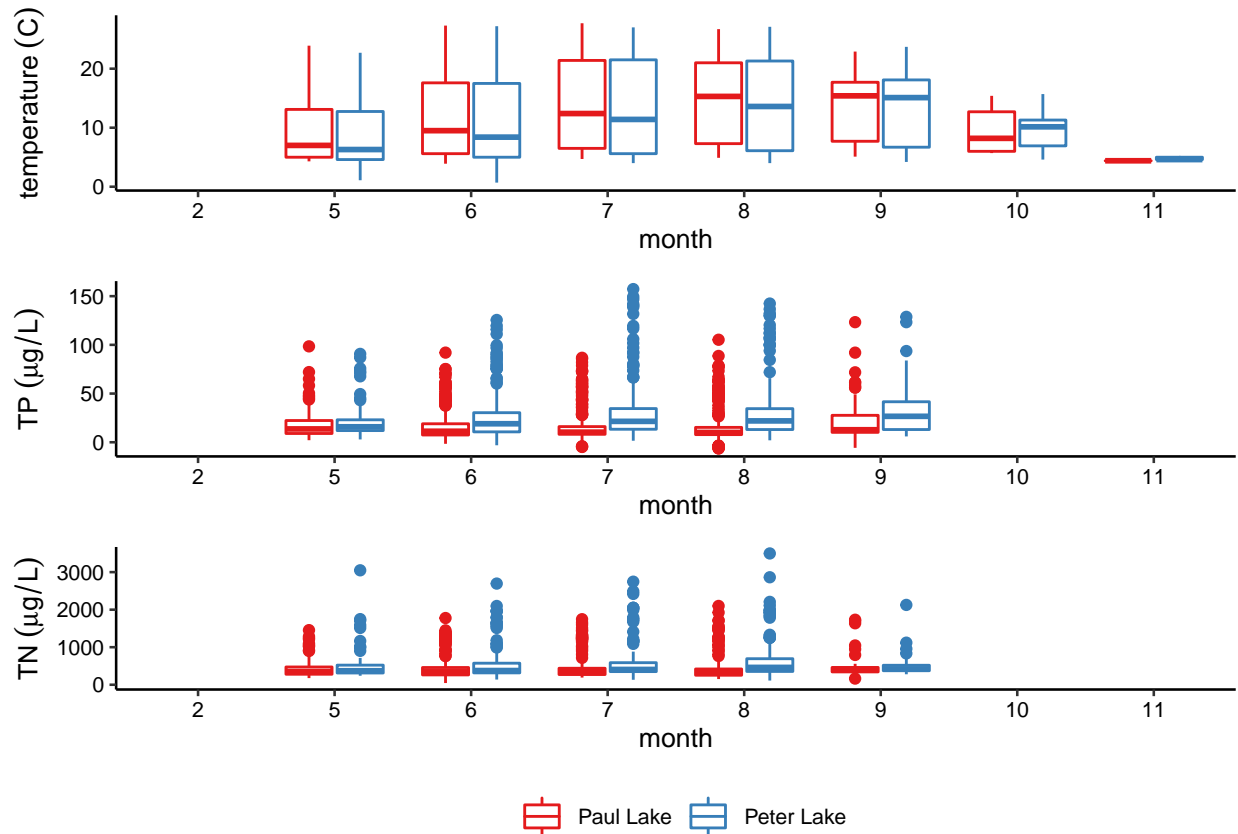 temperature (C)
20
10
0
2 5 6 7 8 9 10 11
month
TP (μg/L)
150
100
50
0
2 5 6 7 8 9 10 11
month
TN (μg/L)
3000
2000
1000
0
2 5 6 7 8 9 10 11
month
Paul Lake Peter Lake